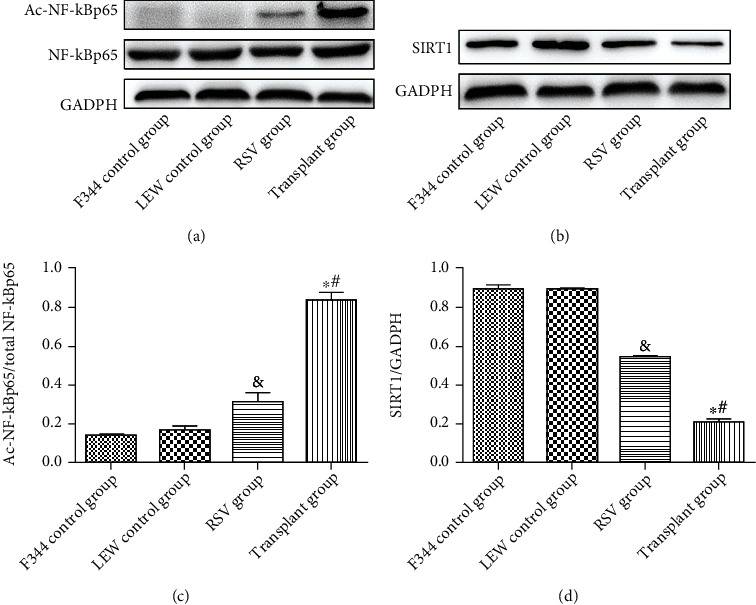 Ac-NF-kBp65
NF-kBp65
GADPH
F344 control group
LEW control group
RSV group
Transplant group
(a)
SIRT1
GADPH
F344 control group
LEW control group
RSV group
Transplant group
(b)
Ac-NF-kBp65/total NF-kBp65
1.0
0.8
0.6
0.4
0.2
0.0
&
*#
F344 control group
LEW control group
RSV group
Transplant group
(c)
SIRT1/GADPH
1.0
0.8
0.6
0.4
0.2
0.0
&
*#
F344 control group
LEW control group
RSV group
Transplant group
(d)